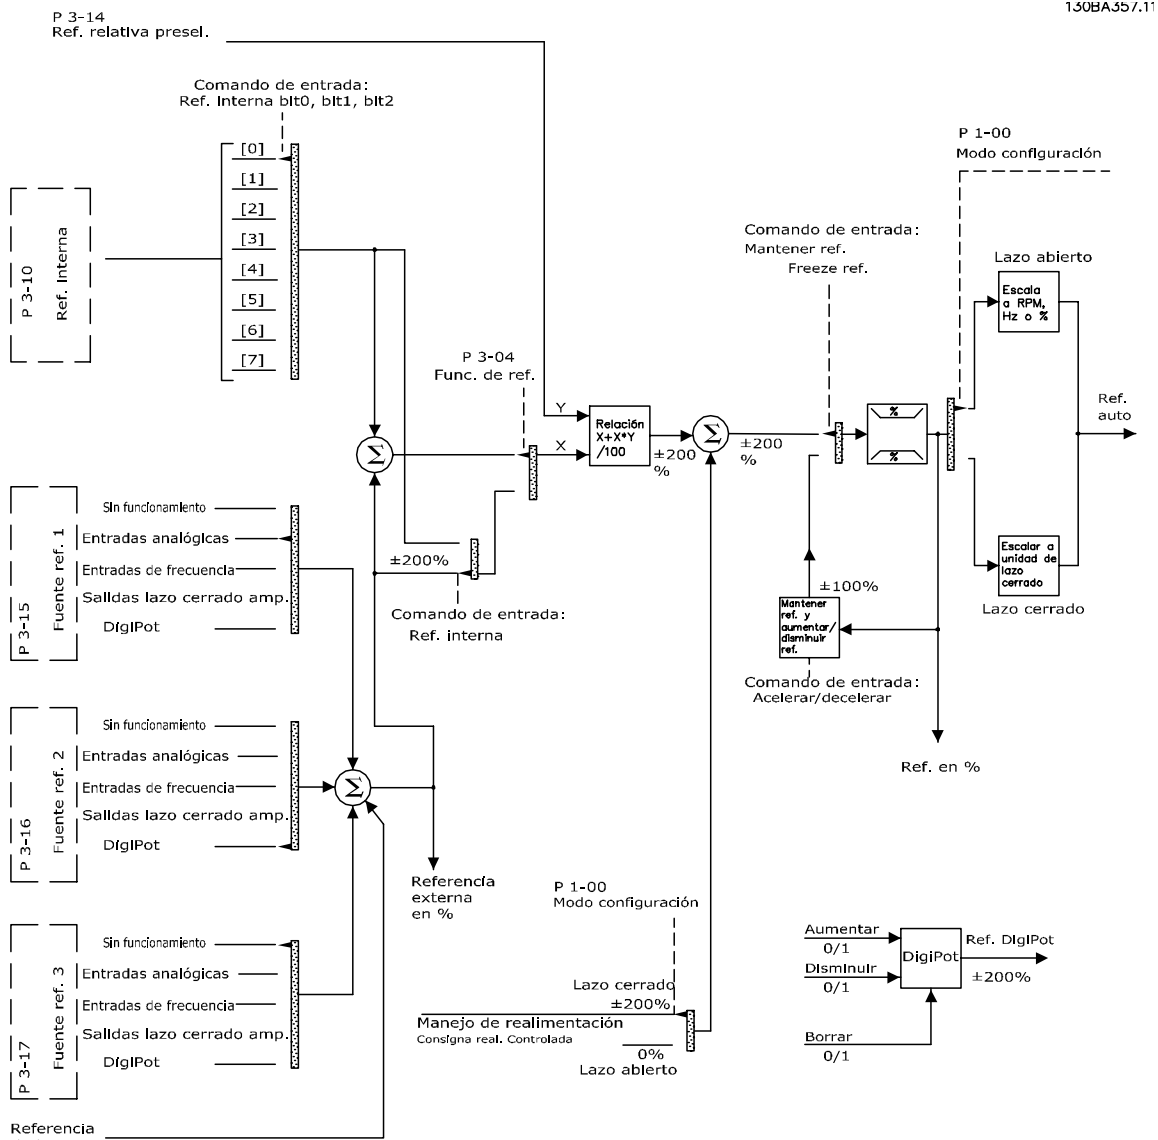 130BA357.11
P 3-14
Ref. relativa presel.
Comando de entrada:
Ref. Interna bit0, bit1, bit2
[0]
[1]
[2]
[3]
[4]
[5]
[6]
[7]
P 3-10
Ref. Interna
P 1-00
Modo configuración
Comando de entrada:
Mantener ref.
Freeze ref.
Lazo abierto
Escala
a RPM,
Hz o %
P 3-04
Func. de ref.
Y
X
Relación
X+X*Y
/100
±200
%
Σ
±200
%
%
%
Ref.
auto
Σ
P 3-15
Fuente ref. 1
Sin funcionamiento
Entradas analógicas
Entradas de frecuencia
Salidas lazo cerrado amp.
DigiPot
±200%
Comando de entrada:
Ref. interna
Escalar a
unidad de
lazo
cerrado
Lazo cerrado
±100%
Mantener
ref. y
aumentar/
disminuir
ref.
Comando de entrada:
Acelerar/decelerar
Ref. en %
P 3-16
Fuente ref. 2
Sin funcionamiento
Entradas analógicas
Entradas de frecuencia
Salidas lazo cerrado amp.
DigiPot
Σ
Referencia
externa
en %
P 1-00
Modo configuración
Lazo cerrado
±200%
Manejo de realimentación
Consigna real. Controlada
0%
Lazo abierto
Aumentar
0/1
Disminuir
0/1
Borrar
0/1
DigiPot
Ref. DigiPot
±200%
P 3-17
Fuente ref. 3
Sin funcionamiento
Entradas analógicas
Entradas de frecuencia
Salidas lazo cerrado amp.
DigiPot
Referencia